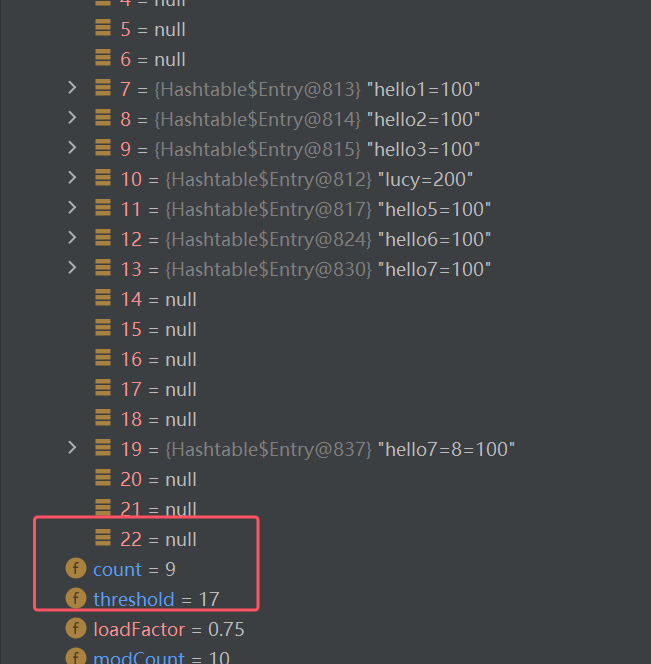 4 = null
5 = null
6 = null
7 = {Hashtable$Entry@813} "hello1=100"
8 = {Hashtable$Entry@814} "hello2=100"
9 = {Hashtable$Entry@815} "hello3=100"
10 = {Hashtable$Entry@812} "lucy=200"
11 = {Hashtable$Entry@817} "hello5=100"
12 = {Hashtable$Entry@824} "hello6=100"
13 = {Hashtable$Entry@830} "hello7=100"
14 = null
15 = null
16 = null
17 = null
18 = null
19 = {Hashtable$Entry@837} "hello7=8=100"
20 = null
21 = null
22 = null
f count = 9
f threshold = 17
f loadFactor = 0.75
f modCount = 10